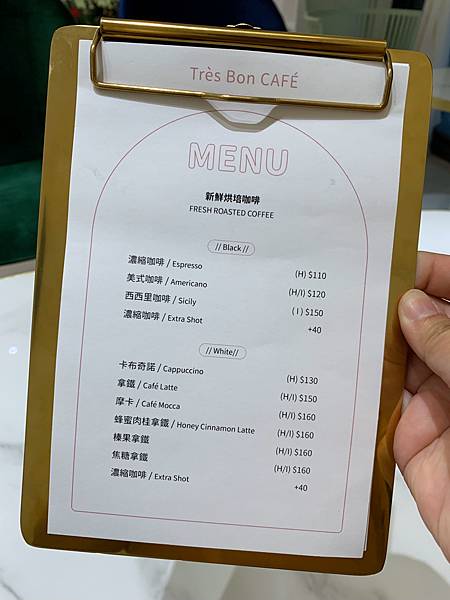 Très Bon CAFÉ
MENU
新鮮烘培咖啡
FRESH ROASTED COFFEE
// Black //
濃縮咖啡 / Espresso (H) $110
美式咖啡 / Americano (H/I) $120
西西里咖啡 / Sicily ( I ) $150
濃縮咖啡 / Extra Shot +40
// White//
卡布奇諾 / Cappuccino (H) $130
拿鐵 / Café Latte (H/I) $150
摩卡 / Café Mocca (H/I) $160
蜂蜜肉桂拿鐵 / Honey Cinnamon Latte (H/I) $160
榛果拿鐵 (H/I) $160
焦糖拿鐵 (H/I) $160
濃縮咖啡 / Extra Shot +40